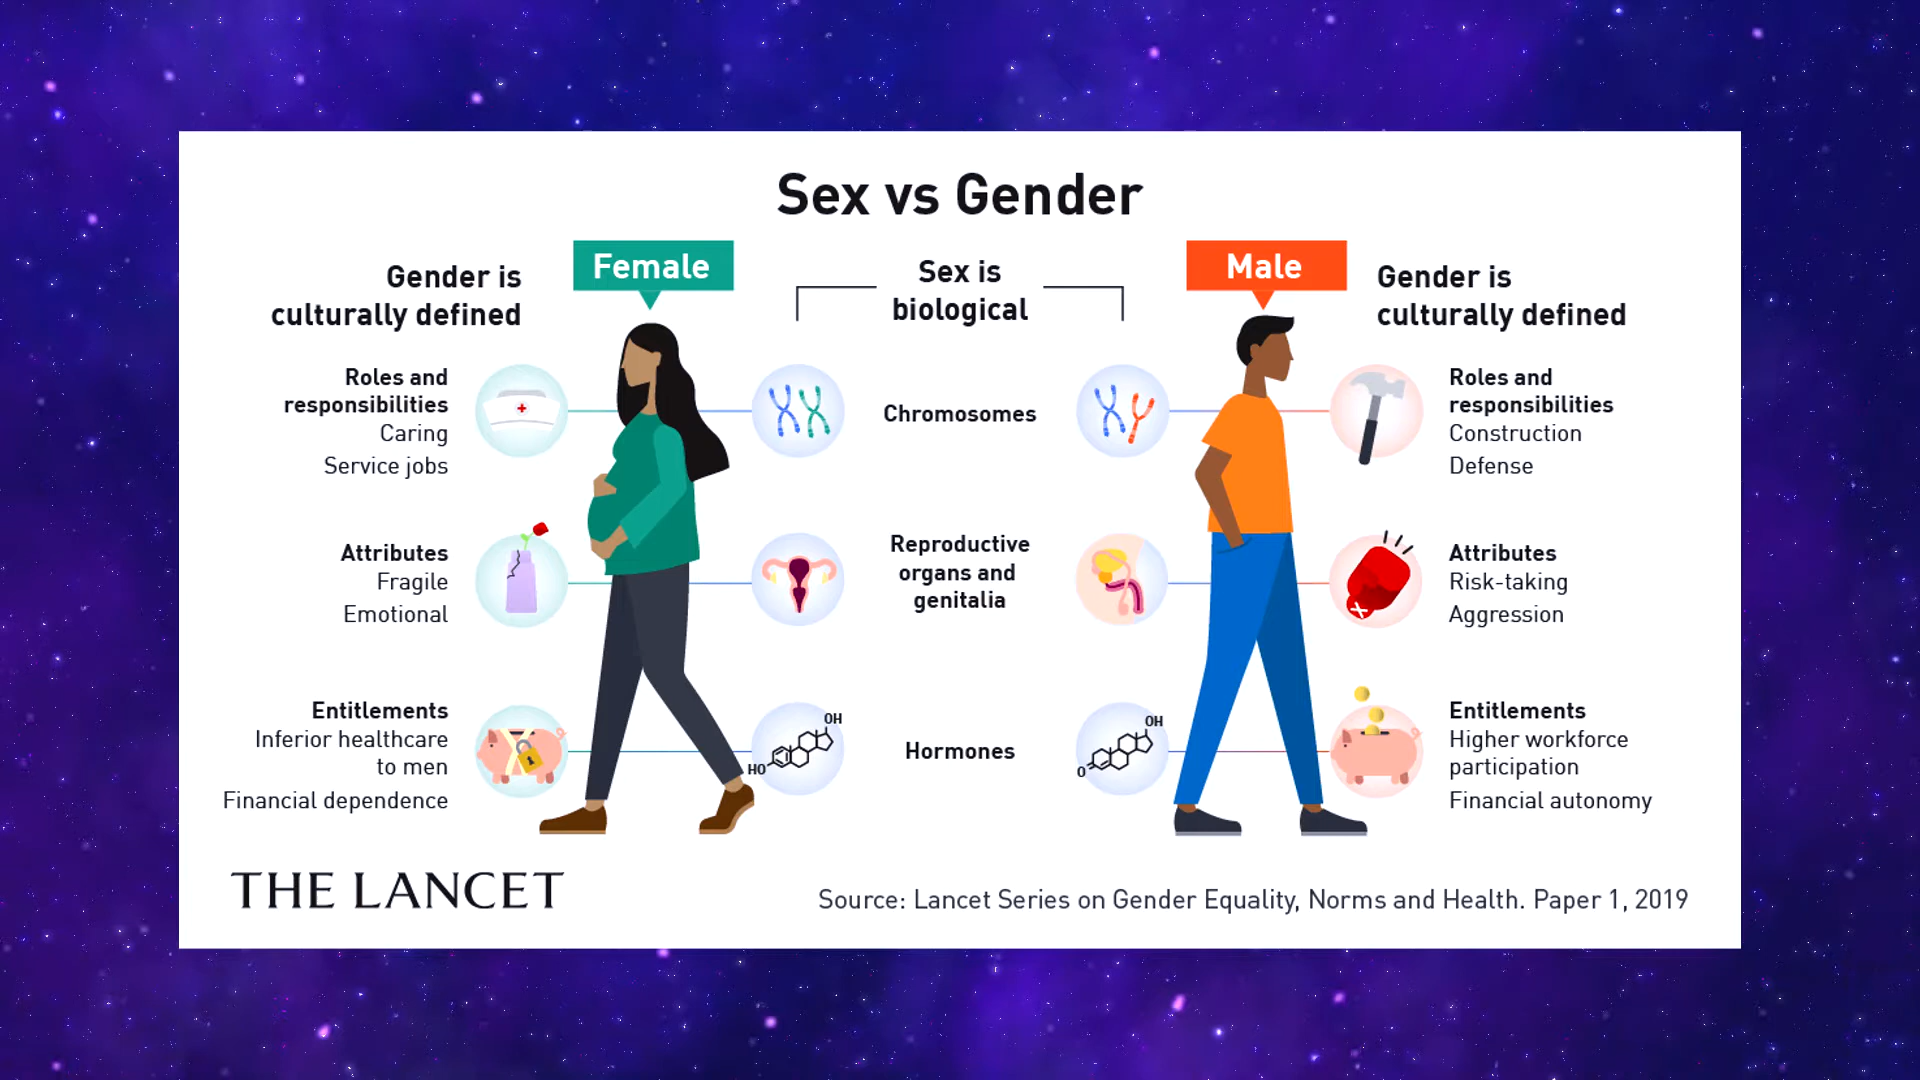 Sex vs Gender
Gender is
culturally defined
Female
Sex is
biological
Male
Gender is
culturally defined
Roles and
responsibilities
Caring
Service jobs
Chromosomes
Roles and
responsibilities
Construction
Defense
Attributes
Fragile
Emotional
Reproductive
organs and
genitalia
Attributes
Risk-taking
Aggression
Entitlements
Inferior healthcare
to men
Financial dependence
OH
HO
Hormones
OH
O
Entitlements
Higher workforce
participation
Financial autonomy
THE LANCET
Source: Lancet Series on Gender Equality, Norms and Health. Paper 1, 2019